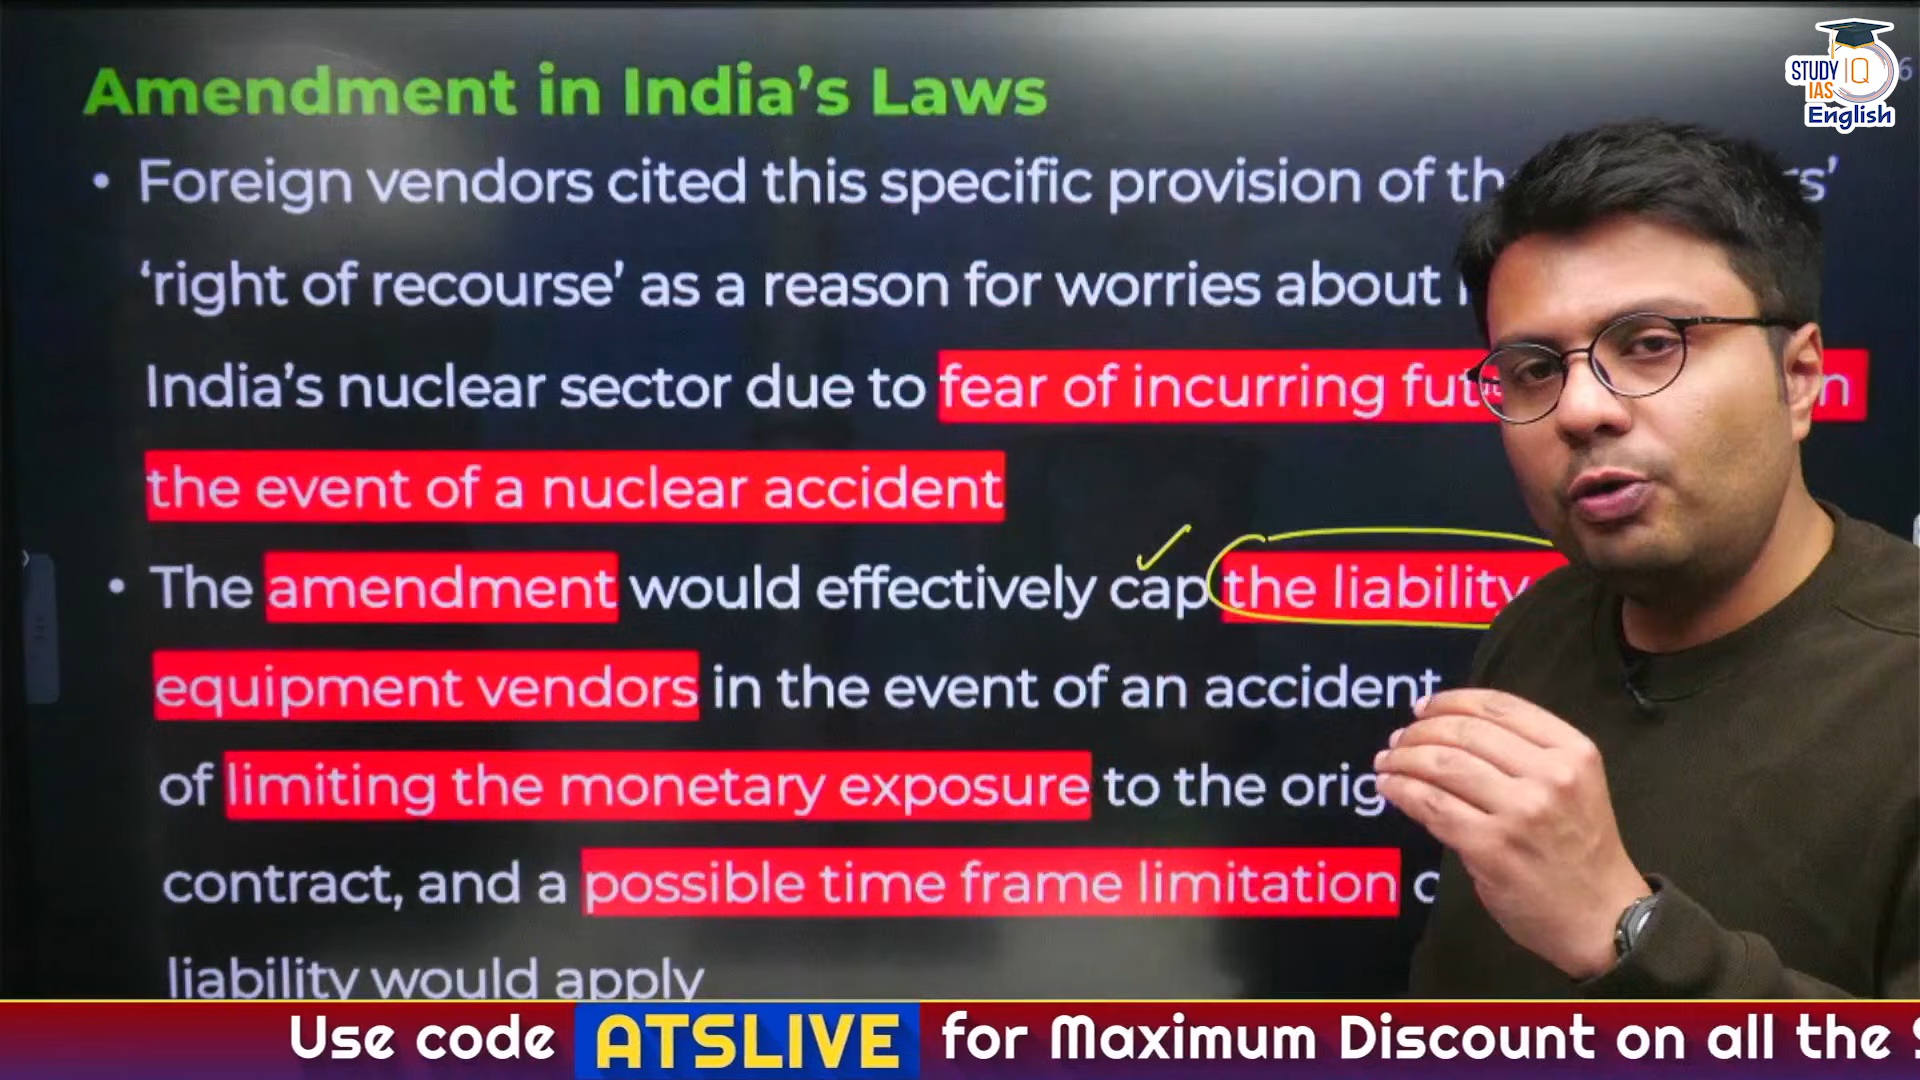 Amendment in India's Laws
• Foreign vendors cited this specific provision of
'right of recourse' as a reason for worries about
India's nuclear sector due to fear of incurring
the event of a nuclear accident
• The amendment would effectively cap the liability
equipment vendors in the event of an accident
of limiting the monetary exposure to the
contract, and a possible time frame limitation
liability would apply
STUDY IQ
IAS
English
Use code ATSLIVE for Maximum Discount on all the